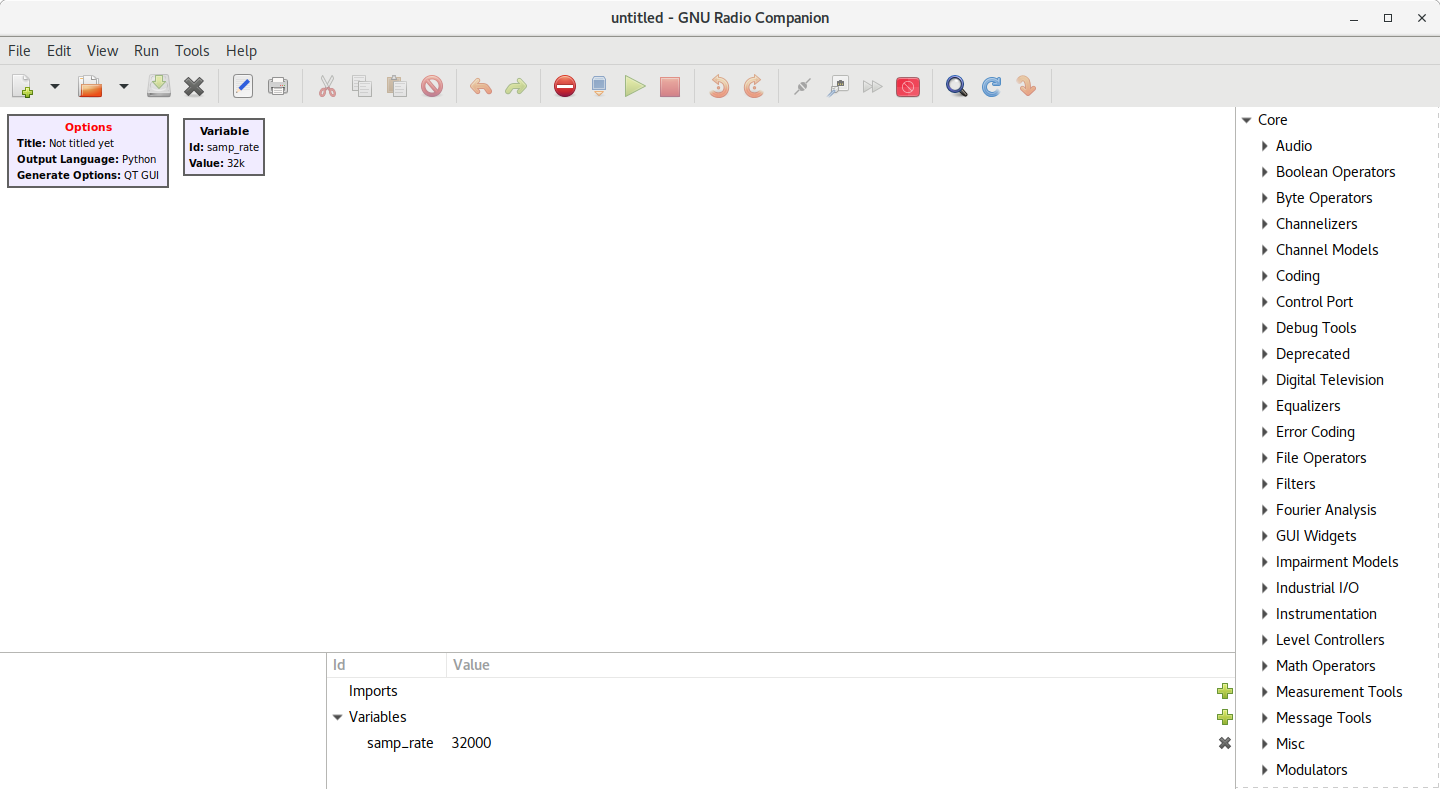 untitled - GNU Radio Companion
File Edit View Run Tools Help
Options
Title: Not titled yet
Output Language: Python
Generate Options: QT GUI
Variable
Id: samp_rate
Value: 32k
Core
Audio
Boolean Operators
Byte Operators
Channelizers
Channel Models
Coding
Control Port
Debug Tools
Deprecated
Digital Television
Equalizers
Error Coding
File Operators
Filters
Fourier Analysis
GUI Widgets
Impairment Models
Industrial I/O
Instrumentation
Level Controllers
Math Operators
Measurement Tools
Message Tools
Misc
Modulators
Id Value
Imports
Variables
samp_rate 32000